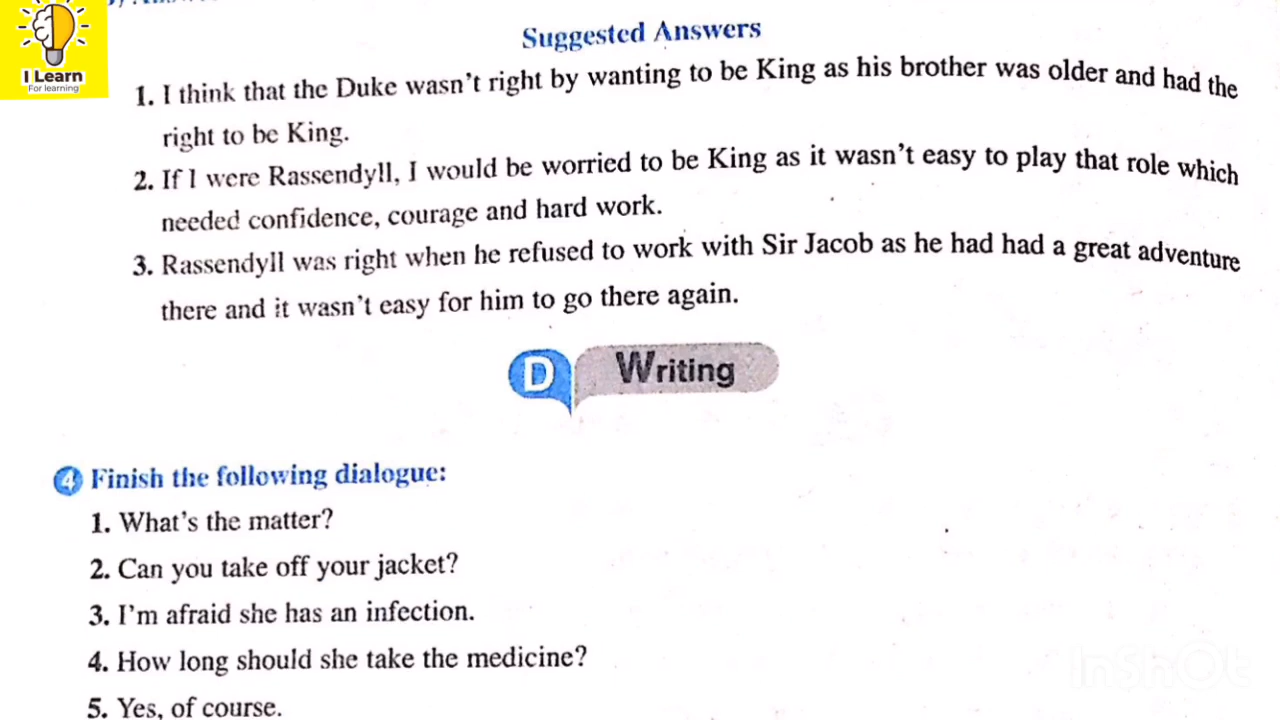 I Learn
For learning
Suggested Answers
1. I think that the Duke wasn't right by wanting to be King as his brother was older and had the
right to be King.
2. If I were Rassendyll, I would be worried to be King as it wasn't easy to play that role which
needed confidence, courage and hard work.
3. Rassendyll was right when he refused to work with Sir Jacob as he had had a great adventure
there and it wasn't easy for him to go there again.
D Writing
4 Finish the following dialogue:
1. What's the matter?
2. Can you take off your jacket?
3. I'm afraid she has an infection.
4. How long should she take the medicine?
5. Yes, of course.
InShOt